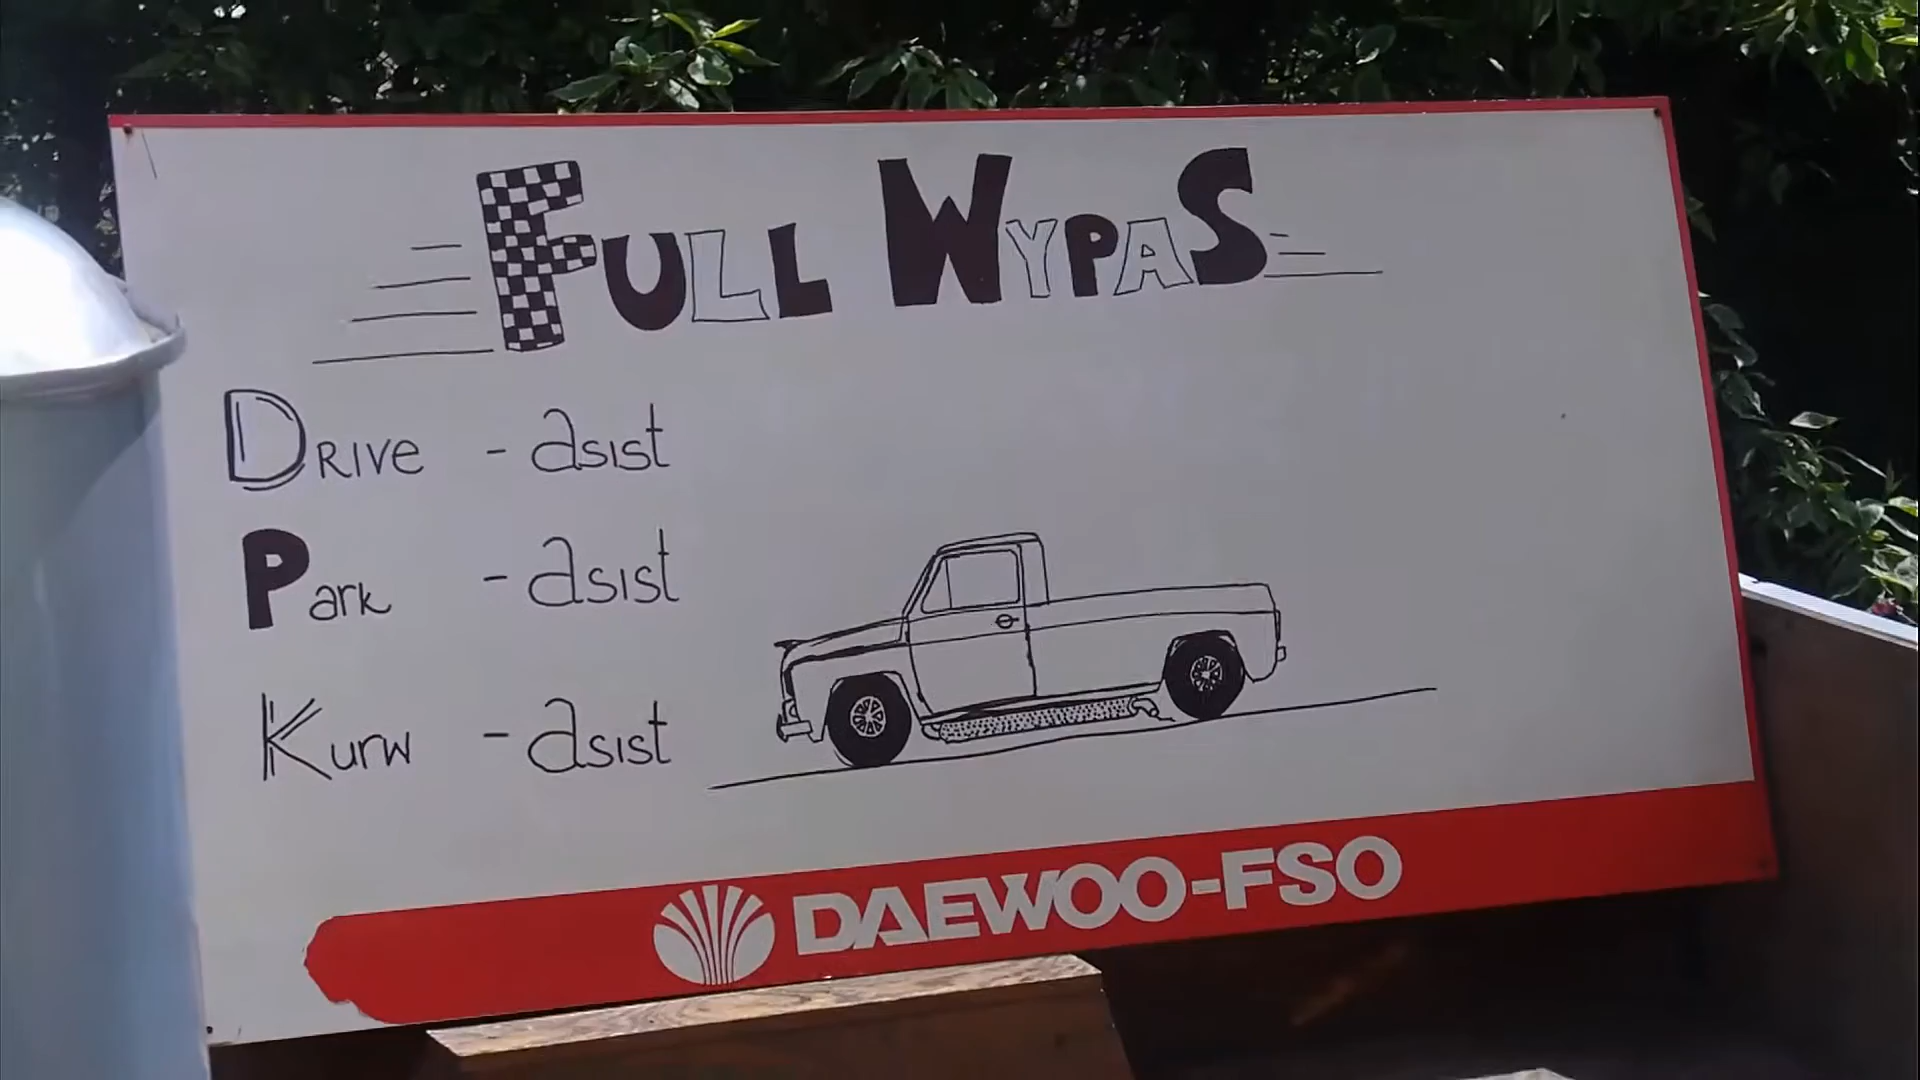 FULL WYPAS
DRIVE - asist
Park - asist
Kurw - asist
DAEWOO-FSO